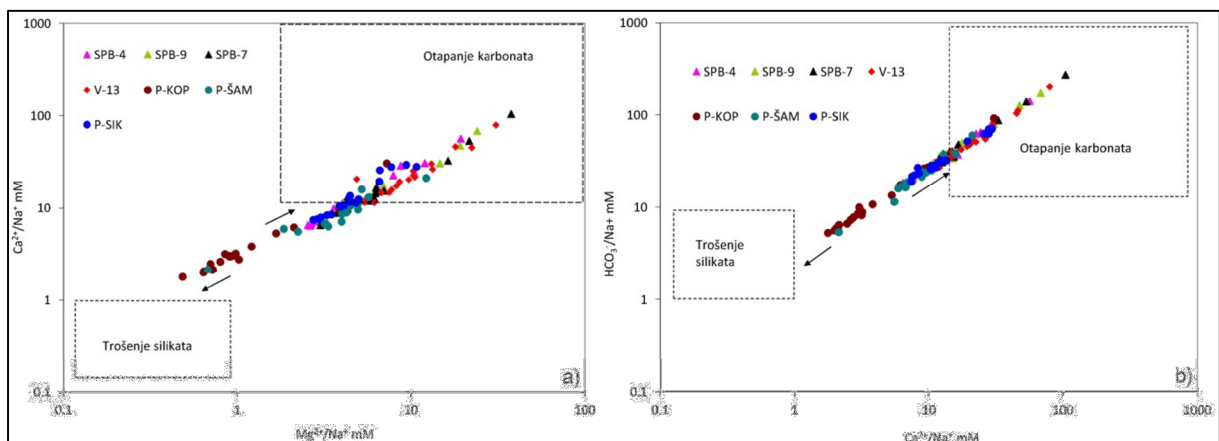 1000
100
10
1
0.1
Ca²⁺/Na⁺ mM
SPB-4 SPB-9 SPB-7
V-13 P-KOP P-ŠAM
P-SIK
Otapanje karbonata
Trošenje silikata
a)
0.1 1 10 100
Mg²⁺/Na⁺ mM
1000
100
10
1
0.1
HCO₃⁻/Na+ mM
SPB-4 SPB-9 SPB-7 V-13
P-KOP P-ŠAM P-SIK
Otapanje karbonata
Trošenje
silikata
b)
0.1 1 10 100 1000
Ca²⁺/Na⁺ mM